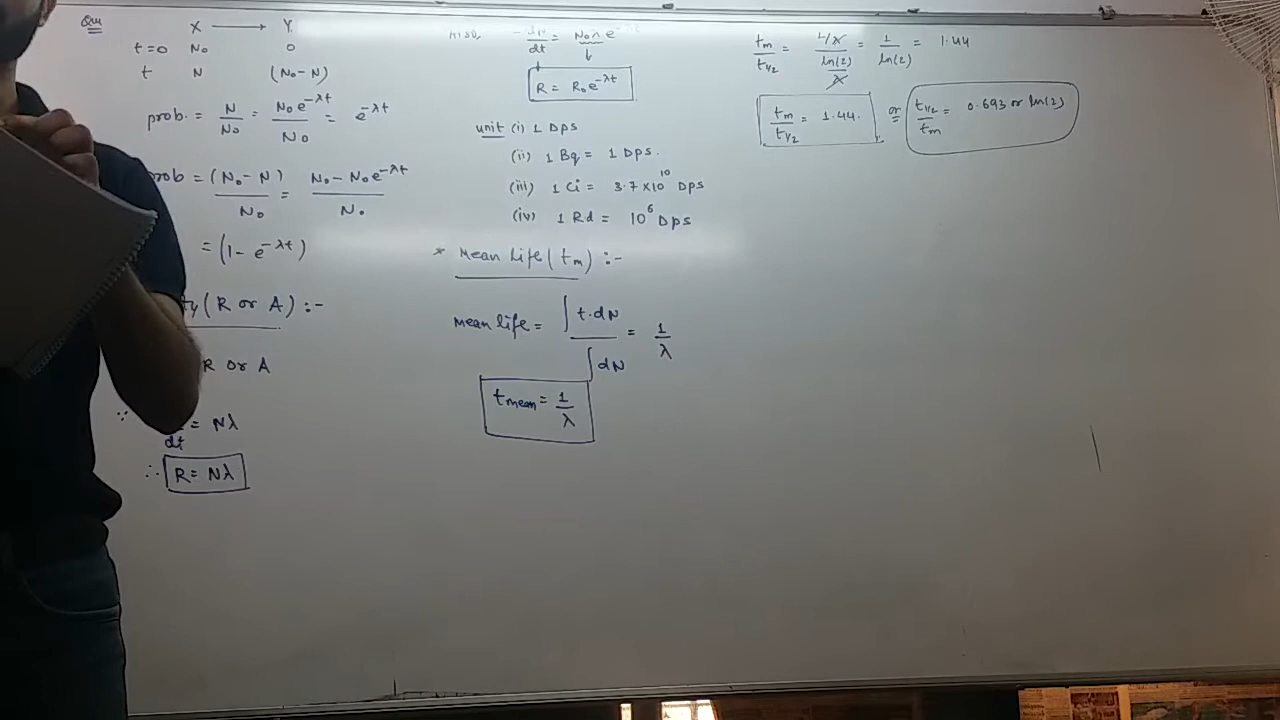 Qu.
X ⟶ Y
t=0 N₀ 0
t N (N₀-N)
prob. = N/N₀ = N₀e^-λt/N₀ = e^-λt
prob = (N₀-N)/N₀ = N₀-N₀e^-λt/N₀
= (1-e^-λt)
(R or A) :-
R or A
∵ dt = Nλ
∴ R = Nλ
Also, -dN/dt = N₀λe
R = R₀e^-λt
unit (i) 1 Dps
(ii) 1 Bq = 1 Dps.
(iii) 1 Ci = 3.7×10^10 Dps
(iv) 1 Rd = 10^6 Dps
* Mean life (tm) :-
Mean life = ∫t.dN/∫dN = 1/λ
tmean = 1/λ
tm/t1/2 = 1/λ/ln(2)/λ = 1/ln(2) = 1.44
tm/t1/2 = 1.44. or t1/2/tm = 0.693 or ln(2)